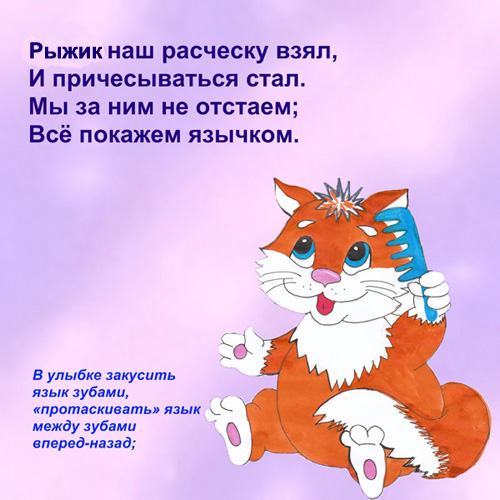 Рыжик наш расческу взял,
И причесываться стал.
Мы за ним не отстаем;
Всё покажем язычком.
В улыбке закусить
язык зубами,
«протаскивать» язык
между зубами
вперед-назад;